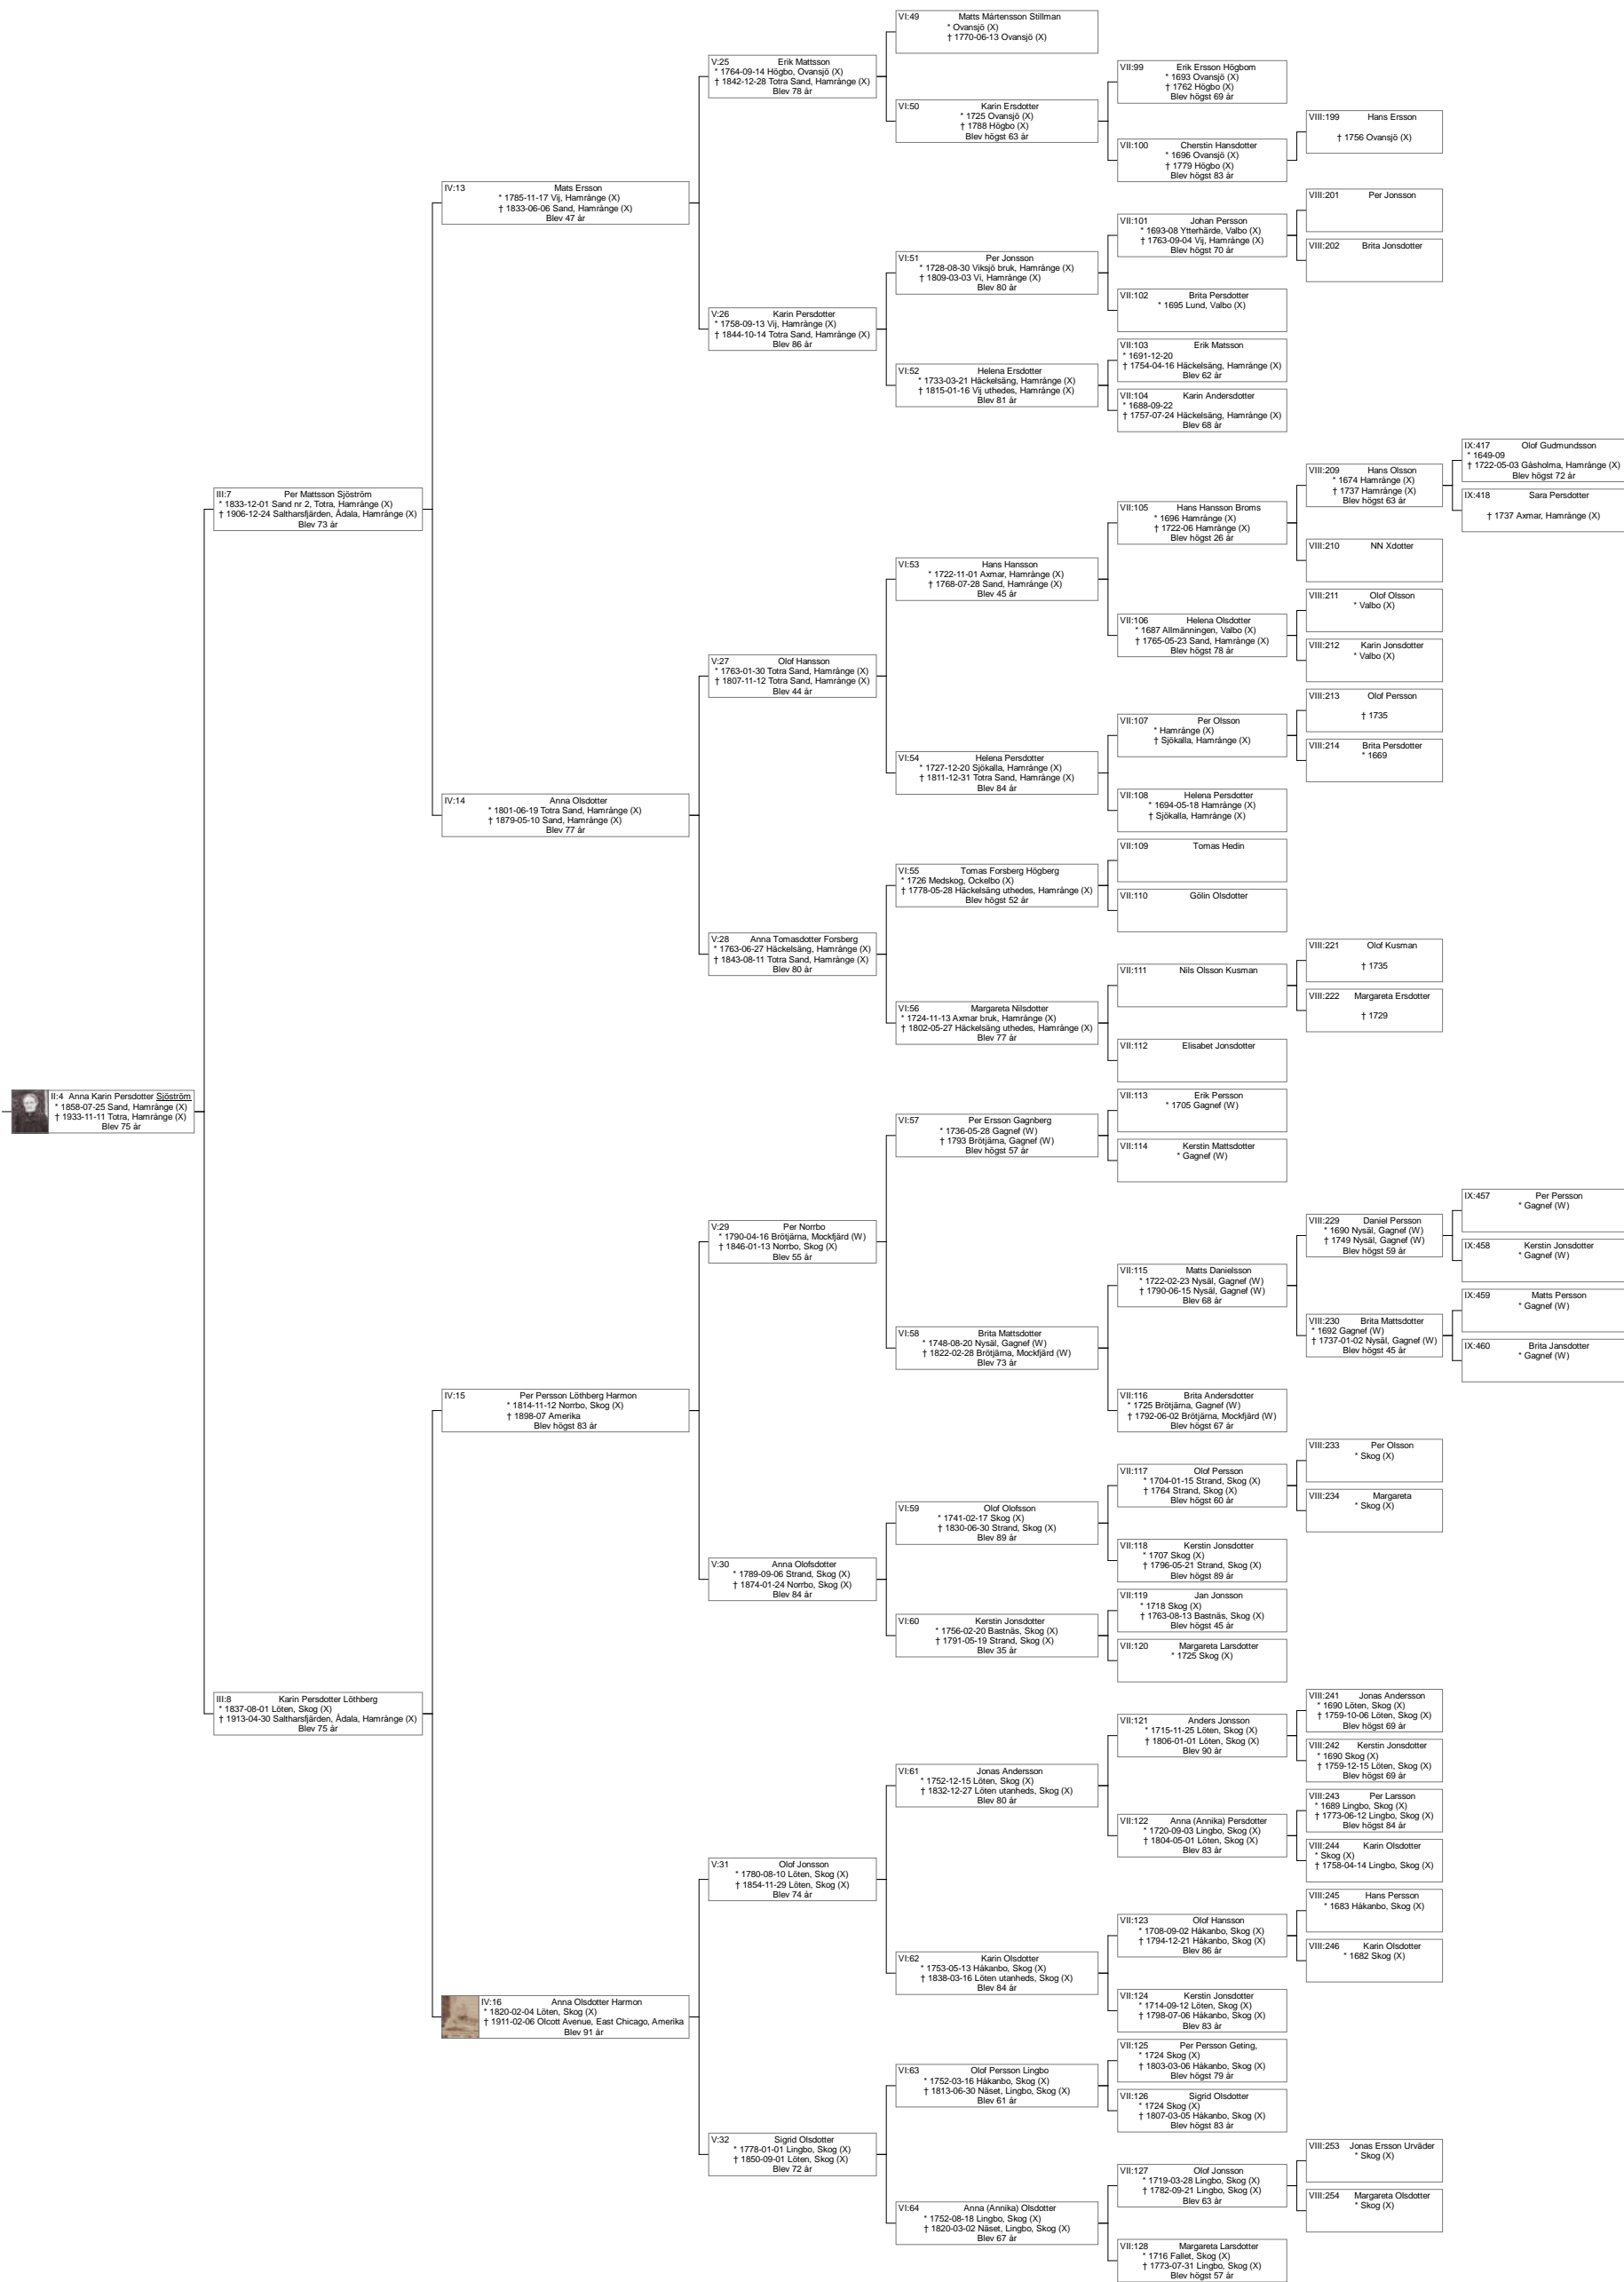 II:4 Anna Karin Persdotter Sjöström
* 1858-07-25 Sand, Hamrånge (X)
† 1933-11-11 Totra, Hamrånge (X)
Blev 75 år
III:7 Per Mattsson Sjöström
* 1833-12-01 Sand nr 2, Totra, Hamrånge (X)
† 1906-12-24 Saltharsfjärden, Ådala, Hamrånge (X)
Blev 73 år
III:8 Karin Persdotter Löthberg
* 1837-08-01 Löten, Skog (X)
† 1913-04-30 Saltharsfjärden, Ådala, Hamrånge (X)
Blev 75 år
IV:13 Mats Ersson
* 1785-11-17 Vij, Hamrånge (X)
† 1833-06-06 Sand, Hamrånge (X)
Blev 47 år
IV:14 Anna Olsdotter
* 1801-06-19 Totra Sand, Hamrånge (X)
† 1879-05-10 Sand, Hamrånge (X)
Blev 77 år
IV:15 Per Persson Löthberg Harmon
* 1814-11-12 Norrbo, Skog (X)
† 1898-07 Amerika
Blev högst 83 år
IV:16 Anna Olsdotter Harmon
* 1820-02-04 Löten, Skog (X)
† 1911-02-06 Olcott Avenue, East Chicago, Amerika
Blev 91 år
V:25 Erik Mattsson
* 1764-09-14 Högbo, Ovansjö (X)
† 1842-12-28 Totra Sand, Hamrånge (X)
Blev 78 år
V:26 Karin Persdotter
* 1758-09-13 Vij, Hamrånge (X)
† 1844-10-14 Totra Sand, Hamrånge (X)
Blev 86 år
V:27 Olof Hansson
* 1763-01-30 Totra Sand, Hamrånge (X)
† 1807-11-12 Totra Sand, Hamrånge (X)
Blev 44 år
V:28 Anna Tomasdotter Forsberg
* 1763-06-27 Häckelsäng, Hamrånge (X)
† 1843-08-11 Totra Sand, Hamrånge (X)
Blev 80 år
V:29 Per Norrbo
* 1790-04-16 Brötjärna, Mockfjärd (W)
† 1846-01-13 Norrbo, Skog (X)
Blev 55 år
V:30 Anna Olofsdotter
* 1789-09-06 Strand, Skog (X)
† 1874-01-24 Norrbo, Skog (X)
Blev 84 år
V:31 Olof Jonsson
* 1780-08-10 Löten, Skog (X)
† 1854-11-29 Löten, Skog (X)
Blev 74 år
V:32 Sigrid Olsdotter
* 1778-01-01 Lingbo, Skog (X)
† 1850-09-01 Löten, Skog (X)
Blev 72 år
VI:49 Matts Mårtensson Stillman
* Ovansjö (X)
† 1770-06-13 Ovansjö (X)
VI:50 Karin Ersdotter
* 1725 Ovansjö (X)
† 1788 Högbo (X)
Blev högst 63 år
VI:51 Per Jonsson
* 1728-08-30 Viksjö bruk, Hamrånge (X)
† 1809-03-03 Vi, Hamrånge (X)
Blev 80 år
VI:52 Helena Ersdotter
* 1733-03-21 Häckelsäng, Hamrånge (X)
† 1815-01-16 Vij uthedes, Hamrånge (X)
Blev 81 år
VI:53 Hans Hansson
* 1722-11-01 Axmar, Hamrånge (X)
† 1768-07-28 Sand, Hamrånge (X)
Blev 45 år
VI:54 Helena Persdotter
* 1727-12-20 Sjökalla, Hamrånge (X)
† 1811-12-31 Totra Sand, Hamrånge (X)
Blev 84 år
VI:55 Tomas Forsberg Högberg
* 1726 Medskog, Ockelbo (X)
† 1778-05-28 Häckelsäng uthedes, Hamrånge (X)
Blev högst 52 år
VI:56 Margareta Nilsdotter
* 1724-11-13 Axmar bruk, Hamrånge (X)
† 1802-05-27 Häckelsäng uthedes, Hamrånge (X)
Blev 77 år
VI:57 Per Ersson Gagnberg
* 1736-05-28 Gagnef (W)
† 1793 Brötjärna, Gagnef (W)
Blev högst 57 år
VI:58 Brita Mattsdotter
* 1748-08-20 Nysäl, Gagnef (W)
† 1822-02-28 Brötjärna, Mockfjärd (W)
Blev 73 år
VI:59 Olof Olofsson
* 1741-02-17 Skog (X)
† 1830-06-30 Strand, Skog (X)
Blev 89 år
VI:60 Kerstin Jonsdotter
* 1756-02-20 Bastnäs, Skog (X)
† 1791-05-19 Strand, Skog (X)
Blev 35 år
VI:61 Jonas Andersson
* 1752-12-15 Löten, Skog (X)
† 1832-12-27 Löten utanheds, Skog (X)
Blev 80 år
VI:62 Karin Olsdotter
* 1753-05-13 Håkanbo, Skog (X)
† 1838-03-16 Löten utanheds, Skog (X)
Blev 84 år
VI:63 Olof Persson Lingbo
* 1752-03-16 Håkanbo, Skog (X)
† 1813-06-30 Näset, Lingbo, Skog (X)
Blev 61 år
VI:64 Anna (Annika) Olsdotter
* 1752-08-18 Lingbo, Skog (X)
† 1820-03-02 Näset, Lingbo, Skog (X)
Blev 67 år
VII:99 Erik Ersson Högbom
* 1693 Ovansjö (X)
† 1762 Högbo (X)
Blev högst 69 år
VII:100 Cherstin Hansdotter
* 1696 Ovansjö (X)
† 1779 Högbo (X)
Blev högst 83 år
VII:101 Johan Persson
* 1693-08 Ytterhärde, Valbo (X)
† 1763-09-04 Vij, Hamrånge (X)
Blev högst 70 år
VII:102 Brita Persdotter
* 1695 Lund, Valbo (X)
VII:103 Erik Matsson
* 1691-12-20
† 1754-04-16 Häckelsäng, Hamrånge (X)
Blev 62 år
VII:104 Karin Andersdotter
* 1688-09-22
† 1757-07-24 Häckelsäng, Hamrånge (X)
Blev 68 år
VII:105 Hans Hansson Broms
* 1696 Hamrånge (X)
† 1722-06 Hamrånge (X)
Blev högst 26 år
VII:106 Helena Olsdotter
* 1687 Allmänningen, Valbo (X)
† 1765-05-23 Sand, Hamrånge (X)
Blev högst 78 år
VII:107 Per Olsson
* Hamrånge (X)
† Sjökalla, Hamrånge (X)
VII:108 Helena Persdotter
* 1694-05-18 Hamrånge (X)
† Sjökalla, Hamrånge (X)
VII:109 Tomas Hedin
VII:110 Gölin Olsdotter
VII:111 Nils Olsson Kusman
VII:112 Elisabet Jonsdotter
VII:113 Erik Persson
* 1705 Gagnef (W)
VII:114 Kerstin Mattsdotter
* Gagnef (W)
VII:115 Matts Danielsson
* 1722-02-23 Nysäl, Gagnef (W)
† 1790-06-15 Nysäl, Gagnef (W)
Blev 68 år
VII:116 Brita Andersdotter
* 1725 Brötjärna, Gagnef (W)
† 1792-06-02 Brötjärna, Mockfjärd (W)
Blev högst 67 år
VII:117 Olof Persson
* 1704-01-15 Strand, Skog (X)
† 1764 Strand, Skog (X)
Blev högst 60 år
VII:118 Kerstin Jonsdotter
* 1707 Skog (X)
† 1796-05-21 Strand, Skog (X)
Blev högst 89 år
VII:119 Jan Jonsson
* 1718 Skog (X)
† 1763-08-13 Bastnäs, Skog (X)
Blev högst 45 år
VII:120 Margareta Larsdotter
* 1725 Skog (X)
VII:121 Anders Jonsson
* 1715-11-25 Löten, Skog (X)
† 1806-01-01 Löten, Skog (X)
Blev 90 år
VII:122 Anna (Annika) Persdotter
* 1720-09-03 Lingbo, Skog (X)
† 1804-05-01 Löten, Skog (X)
Blev 83 år
VII:123 Olof Hansson
* 1708-09-02 Håkanbo, Skog (X)
† 1794-12-21 Håkanbo, Skog (X)
Blev 86 år
VII:124 Kerstin Jonsdotter
* 1714-09-12 Löten, Skog (X)
† 1798-07-06 Håkanbo, Skog (X)
Blev 83 år
VII:125 Per Persson Geting,
* 1724 Skog (X)
† 1803-03-06 Håkanbo, Skog (X)
Blev högst 79 år
VII:126 Sigrid Olsdotter
* 1724 Skog (X)
† 1807-03-05 Håkanbo, Skog (X)
Blev högst 83 år
VII:127 Olof Jonsson
* 1719-03-28 Lingbo, Skog (X)
† 1782-09-21 Lingbo, Skog (X)
Blev 63 år
VII:128 Margareta Larsdotter
* 1716 Fallet, Skog (X)
† 1773-07-31 Lingbo, Skog (X)
Blev högst 57 år
VIII:199 Hans Ersson
† 1756 Ovansjö (X)
VIII:201 Per Jonsson
VIII:202 Brita Jonsdotter
VIII:209 Hans Olsson
* 1674 Hamrånge (X)
† 1737 Hamrånge (X)
Blev högst 63 år
VIII:210 NN Xdotter
VIII:211 Olof Olsson
* Valbo (X)
VIII:212 Karin Jonsdotter
* Valbo (X)
VIII:213 Olof Persson
† 1735
VIII:214 Brita Persdotter
* 1669
VIII:221 Olof Kusman
† 1735
VIII:222 Margareta Ersdotter
† 1729
VIII:229 Daniel Persson
* 1690 Nysäl, Gagnef (W)
† 1749 Nysäl, Gagnef (W)
Blev högst 59 år
VIII:230 Brita Mattsdotter
* 1692 Gagnef (W)
† 1737-01-02 Nysäl, Gagnef (W)
Blev högst 45 år
VIII:233 Per Olsson
* Skog (X)
VIII:234 Margareta
* Skog (X)
VIII:241 Jonas Andersson
* 1690 Löten, Skog (X)
† 1759-10-06 Löten, Skog (X)
Blev högst 69 år
VIII:242 Kerstin Jonsdotter
* 1690 Skog (X)
† 1759-12-15 Löten, Skog (X)
Blev högst 69 år
VIII:243 Per Larsson
* 1689 Lingbo, Skog (X)
† 1773-06-12 Lingbo, Skog (X)
Blev högst 84 år
VIII:244 Karin Olsdotter
* Skog (X)
† 1758-04-14 Lingbo, Skog (X)
VIII:245 Hans Persson
* 1683 Håkanbo, Skog (X)
VIII:246 Karin Olsdotter
* 1682 Skog (X)
VIII:253 Jonas Ersson Urväder
* Skog (X)
VIII:254 Margareta Olsdotter
* Skog (X)
IX:417 Olof Gudmundsson
* 1649-09
† 1722-05-03 Gåsholma, Hamrånge (X)
Blev högst 72 år
IX:418 Sara Persdotter
† 1737 Axmar, Hamrånge (X)
IX:457 Per Persson
* Gagnef (W)
IX:458 Kerstin Jonsdotter
* Gagnef (W)
IX:459 Matts Persson
* Gagnef (W)
IX:460 Brita Jansdotter
* Gagnef (W)